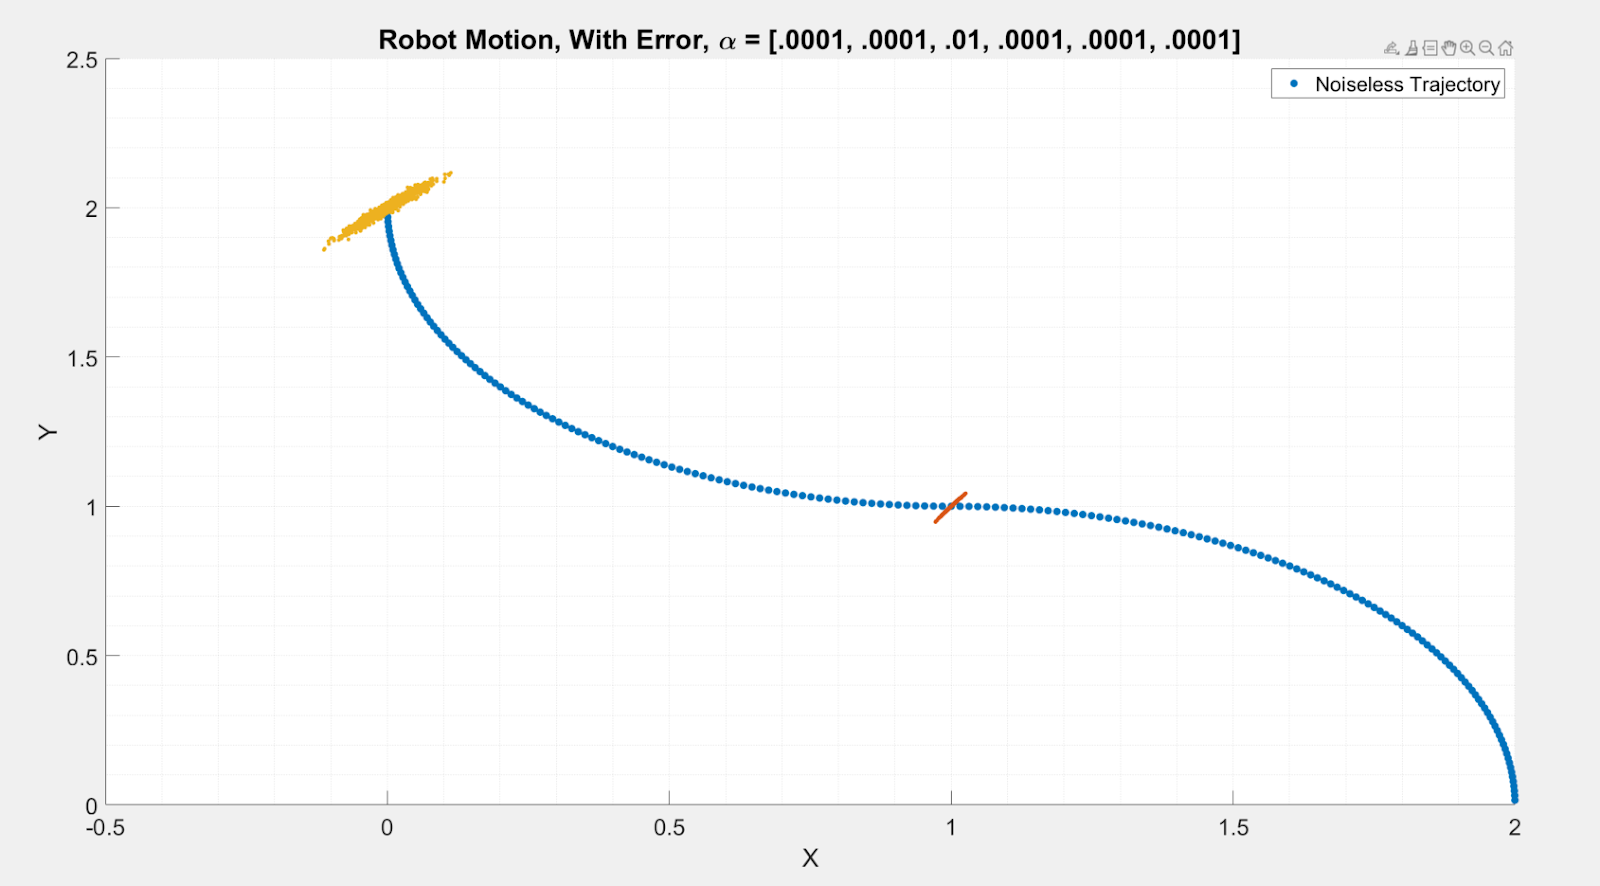 Robot Motion, With Error, α = [.0001, .0001, .01, .0001, .0001, .0001]
Noiseless Trajectory
2.5
2
1.5
1
0.5
0
Y
-0.5 0 0.5 1 1.5 2
X